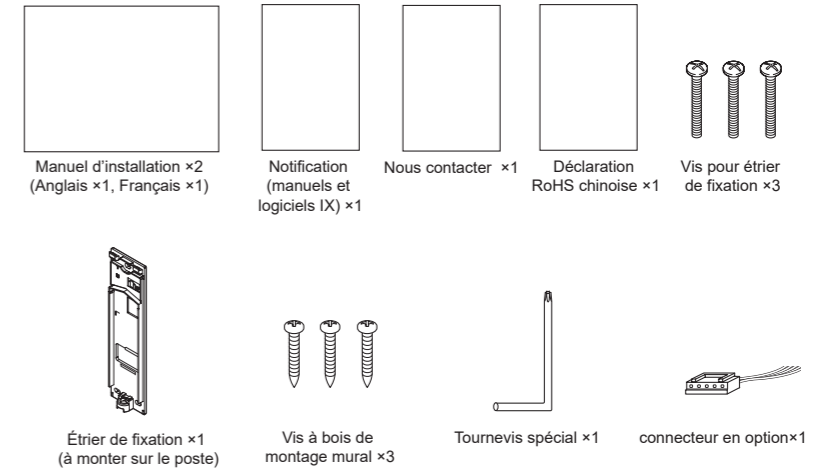 Manuel d'installation ×2
(Anglais ×1, Français ×1)
Notification
(manuels et
logiciels IX) ×1
Nous contacter ×1
Déclaration
RoHS chinoise ×1
Vis pour étrier
de fixation ×3
Étrier de fixation ×1
(à monter sur le poste)
Vis à bois de
montage mural ×3
Tournevis spécial ×1
connecteur en option×1